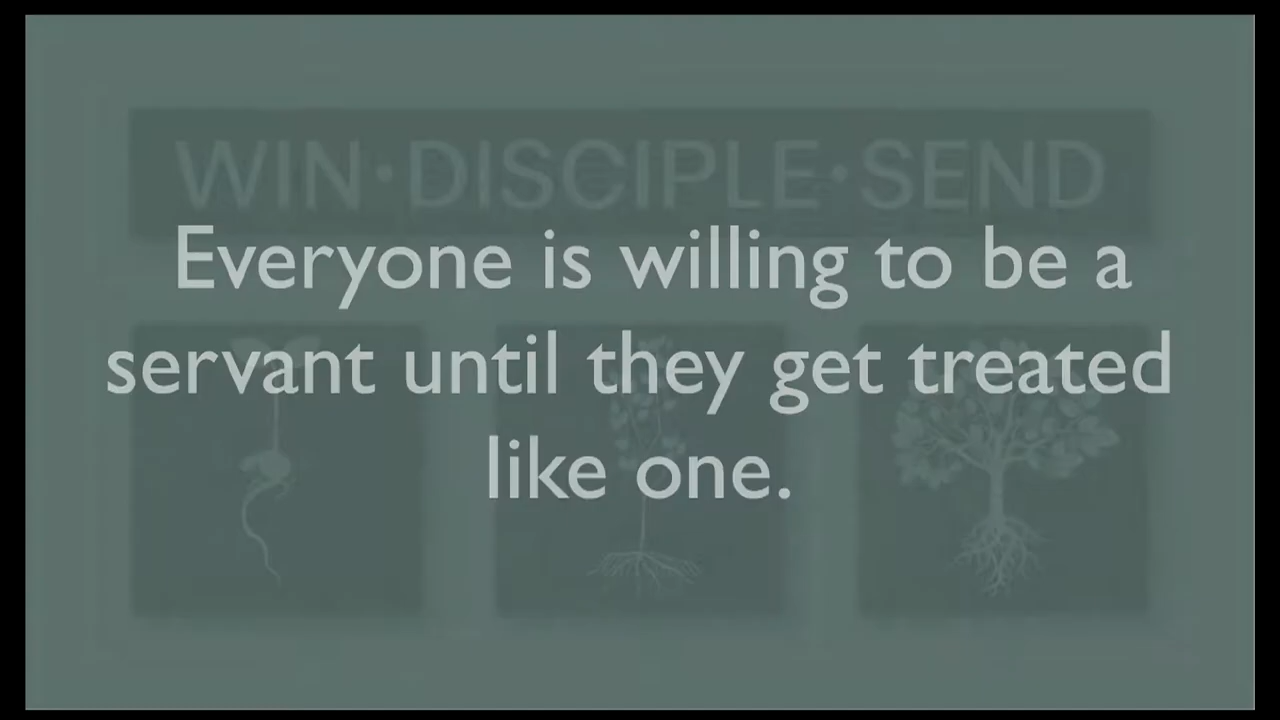 WIN·DISCIPLE·SEND
Everyone is willing to be a
servant until they get treated
like one.